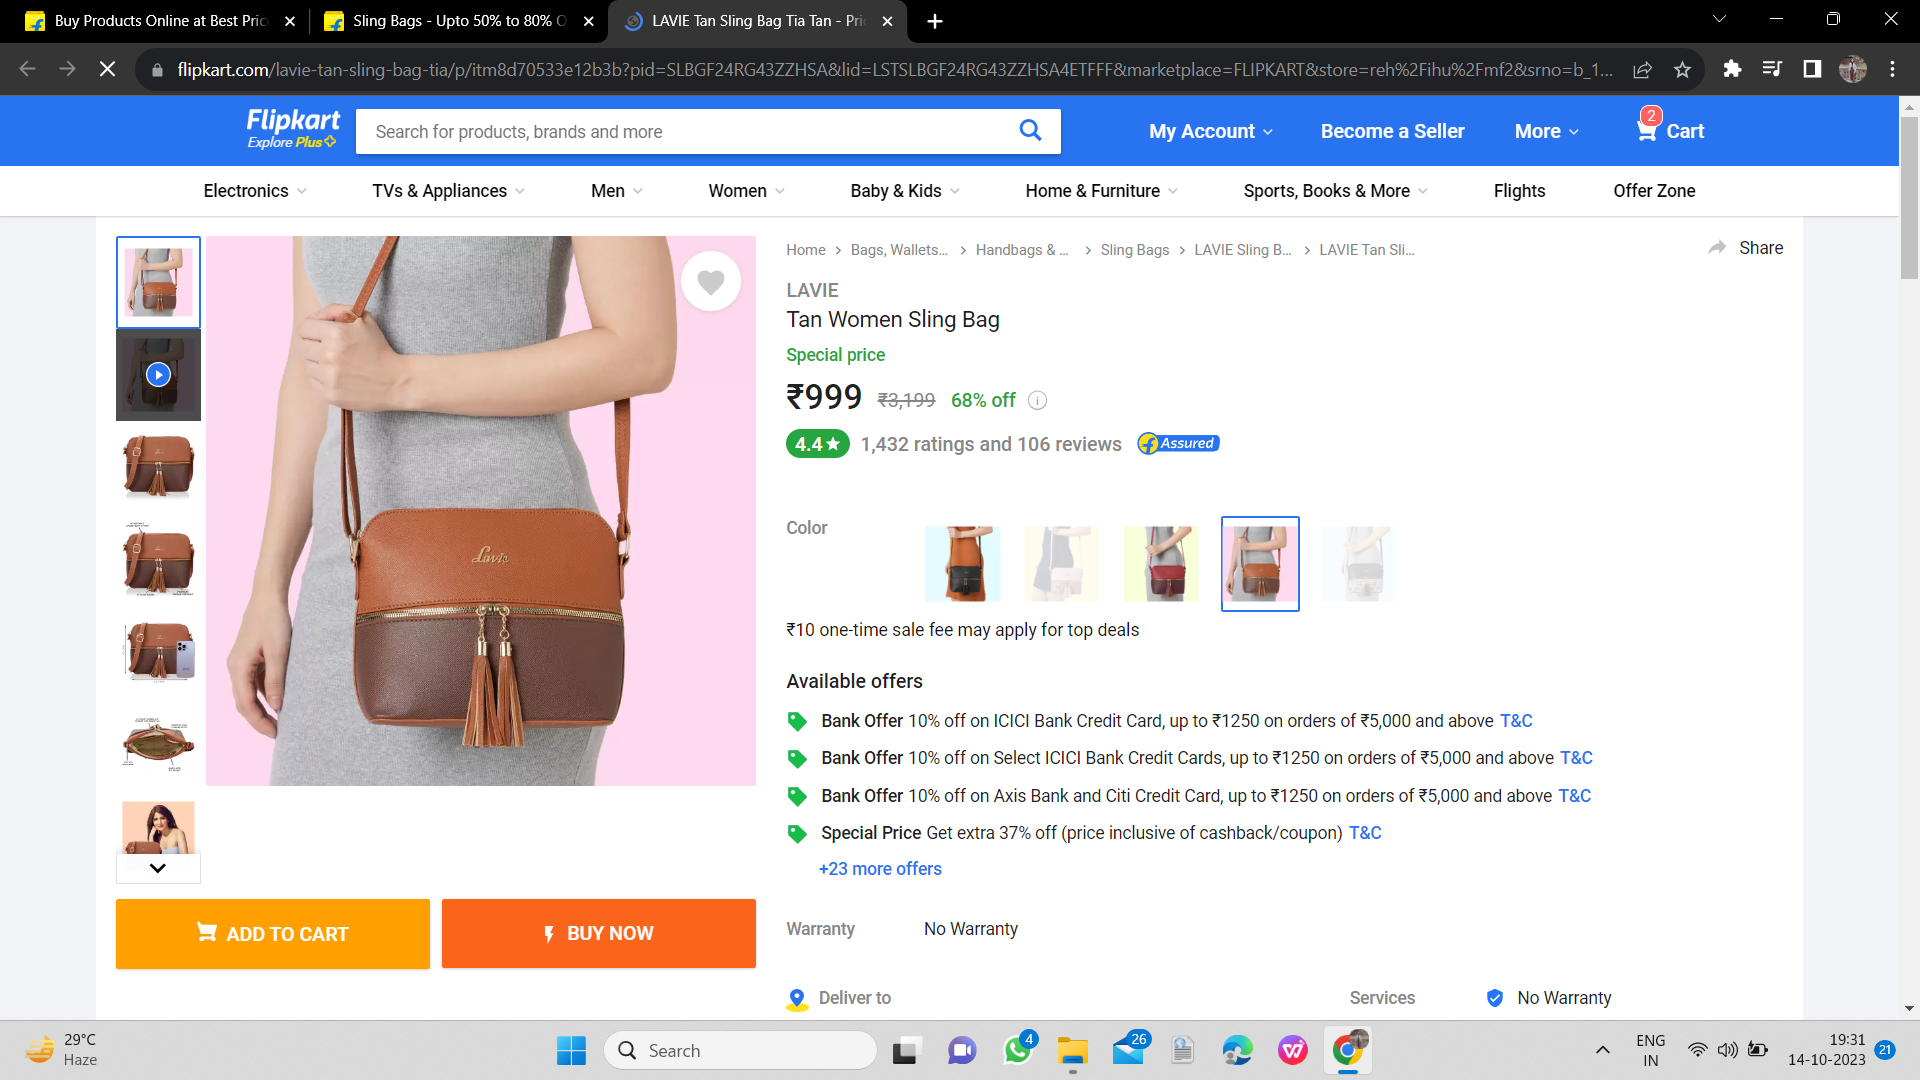 Buy Products Online at Best Pric
Sling Bags - Upto 50% to 80% O
LAVIE Tan Sling Bag Tia Tan - Pri
flipkart.com/lavie-tan-sling-bag-tia/p/itm8d70533e12b3b?pid=SLBGF24RG43ZZHSA&lid=LSTSLBGF24RG43ZZHSA4ETFFF&marketplace=FLIPKART&store=reh%2Fihu%2Fmf2&srno=b_1...
Flipkart
Explore Plus
Search for products, brands and more
My Account
Become a Seller
More
2
Cart
Electronics
TVs & Appliances
Men
Women
Baby & Kids
Home & Furniture
Sports, Books & More
Flights
Offer Zone
Home
Bags, Wallets...
Handbags & ...
Sling Bags
LAVIE Sling B...
LAVIE Tan Sli...
Share
LAVIE
Tan Women Sling Bag
Special price
₹999 ₹3,199 68% off
4.4 1,432 ratings and 106 reviews Assured
Color
Lavie
₹10 one-time sale fee may apply for top deals
Available offers
Bank Offer 10% off on ICICI Bank Credit Card, up to ₹1250 on orders of ₹5,000 and above T&C
Bank Offer 10% off on Select ICICI Bank Credit Cards, up to ₹1250 on orders of ₹5,000 and above T&C
Bank Offer 10% off on Axis Bank and Citi Credit Card, up to ₹1250 on orders of ₹5,000 and above T&C
Special Price Get extra 37% off (price inclusive of cashback/coupon) T&C
+23 more offers
ADD TO CART
BUY NOW
Warranty
No Warranty
Deliver to
Services
No Warranty
29°C
Haze
Search
4
26
ENG
IN
19:31
14-10-2023
21